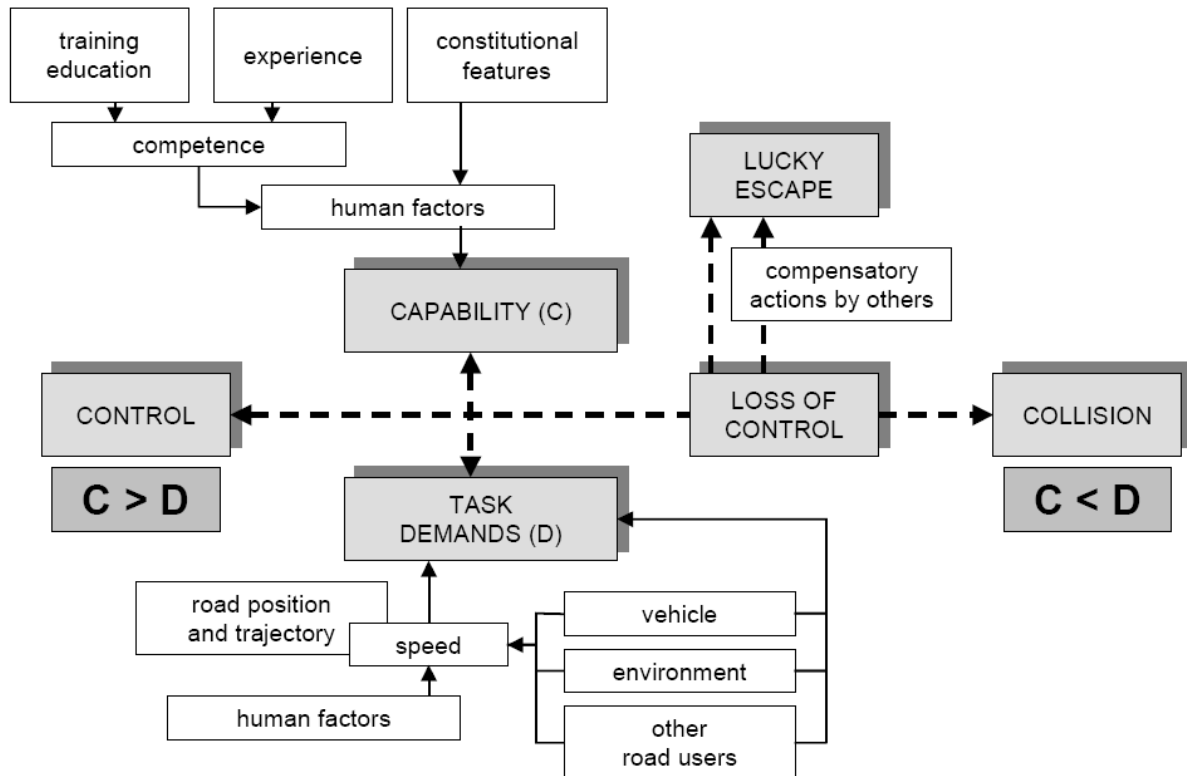 training
education
experience
constitutional
features
competence
human factors
LUCKY
ESCAPE
compensatory
actions by others
CAPABILITY (C)
CONTROL
LOSS OF
CONTROL
COLLISION
C > D
C < D
TASK
DEMANDS (D)
road position
and trajectory
speed
human factors
vehicle
environment
other
road users